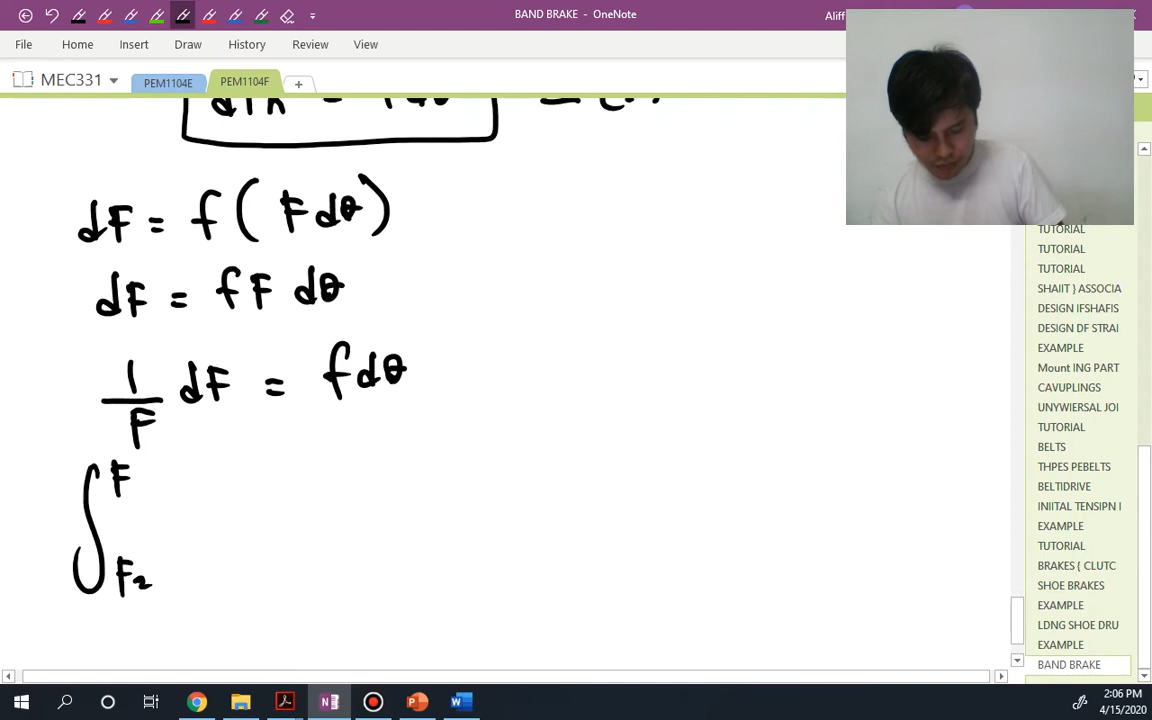 BAND BRAKE - OneNote
Aliff
File Home Insert Draw History Review View
MEC331
PEM1104E
PEM1104F
dF = f ( F dθ )
dF = f F dθ
1/F dF = f dθ
∫ F F2
TUTORIAL
TUTORIAL
TUTORIAL
SHAIIT } ASSOCIA
DESIGN IFSHAFIS
DESIGN DF STRAI
EXAMPLE
Mount ING PART
CAVUPLINGS
UNYWIERSAL JOI
TUTORIAL
BELTS
THPES PEBELTS
BELTIDRIVE
INIITAL TENSIPN I
EXAMPLE
TUTORIAL
BRAKES { CLUTC
SHOE BRAKES
EXAMPLE
LDNG SHOE DRU
EXAMPLE
BAND BRAKE
2:06 PM
4/15/2020